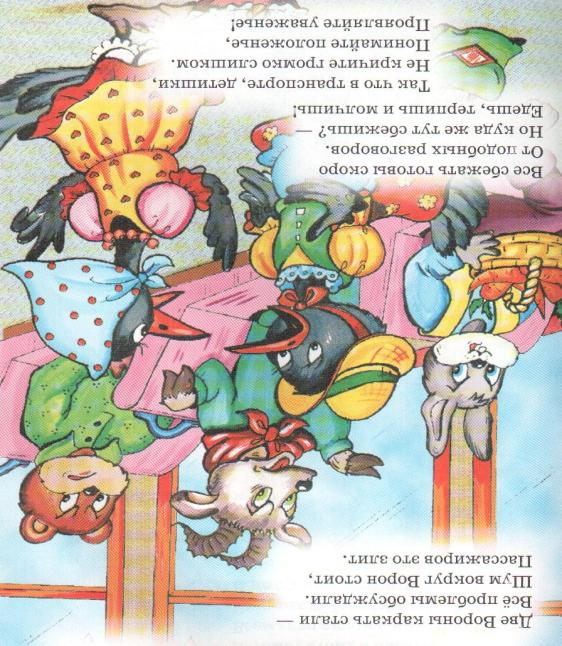 Две Вороны каркать стали —
Всё проблемы обсуждали.
Шум вокруг Ворон стоит,
Пассажиров это злит.
Все сбежать готовы скоро
От подобных разговоров.
Но куда же тут сбежишь? —
Едешь, терпишь и молчишь!
Так что в транспорте, детишки,
Не кричите громко слишком.
Понимайте положенье,
Проявляйте уваженье!